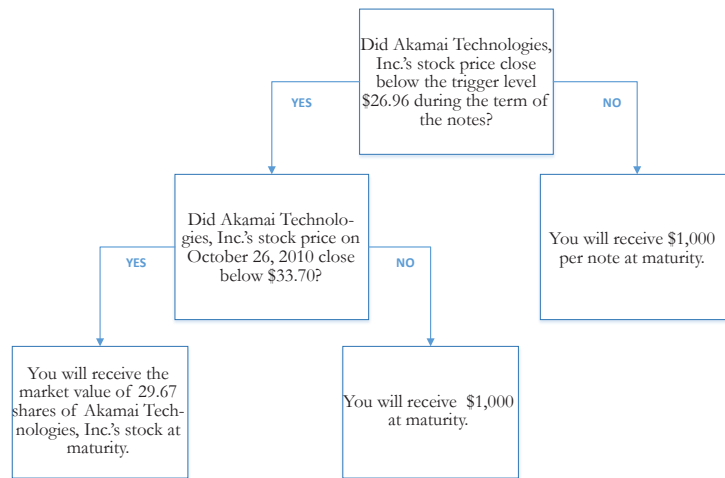 Did Akamai Technologies,
Inc.'s stock price close
below the trigger level
$26.96 during the term of
the notes?
YES
NO
Did Akamai Technolo-
gies, Inc.'s stock price on
October 26, 2010 close
below $33.70?
You will receive $1,000
per note at maturity.
YES
NO
You will receive the
market value of 29.67
shares of Akamai Tech-
nologies, Inc.'s stock at
maturity.
You will receive $1,000
at maturity.